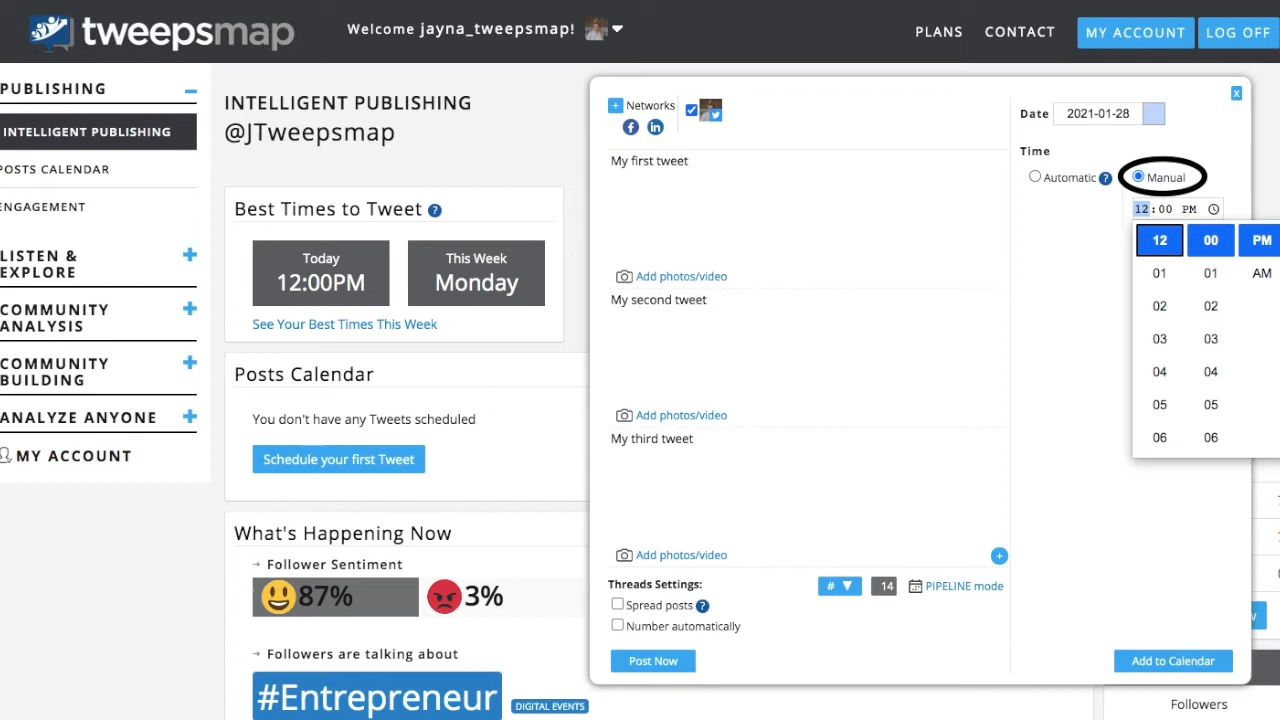 tweepsmap
Welcome jayna_tweepsmap!
PLANS
CONTACT
MY ACCOUNT
LOG OFF
PUBLISHING
INTELLIGENT PUBLISHING
POSTS CALENDAR
ENGAGEMENT
LISTEN &
EXPLORE
COMMUNITY
ANALYSIS
COMMUNITY
BUILDING
ANALYZE ANYONE
MY ACCOUNT
INTELLIGENT PUBLISHING
@JTweepsmap
Best Times to Tweet ?
Today
12:00PM
This Week
Monday
See Your Best Times This Week
Posts Calendar
You don't have any Tweets scheduled
Schedule your first Tweet
What's Happening Now
→ Follower Sentiment
87%
3%
→ Followers are talking about
#Entrepreneur
DIGITAL EVENTS
+ Networks
My first tweet
Add photos/video
My second tweet
Add photos/video
My third tweet
Add photos/video
+
Threads Settings:
# ▼
14
PIPELINE mode
Spread posts ?
Number automatically
Post Now
x
Date 2021-01-28
Time
Automatic ?
Manual
12:00 PM
12 00 PM
01 01 AM
02 02
03 03
04 04
05 05
06 06
Add to Calendar
Followers